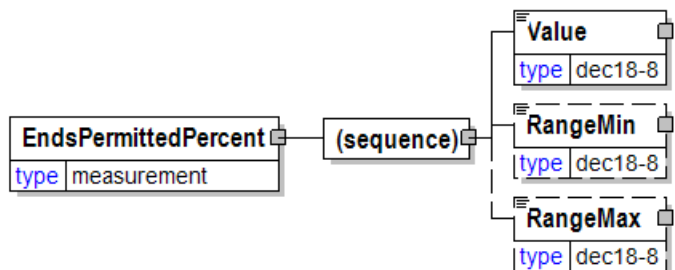 Value
type dec18-8
RangeMin
type dec18-8
EndsPermittedPercent
type measurement
(sequence)
RangeMax
type dec18-8